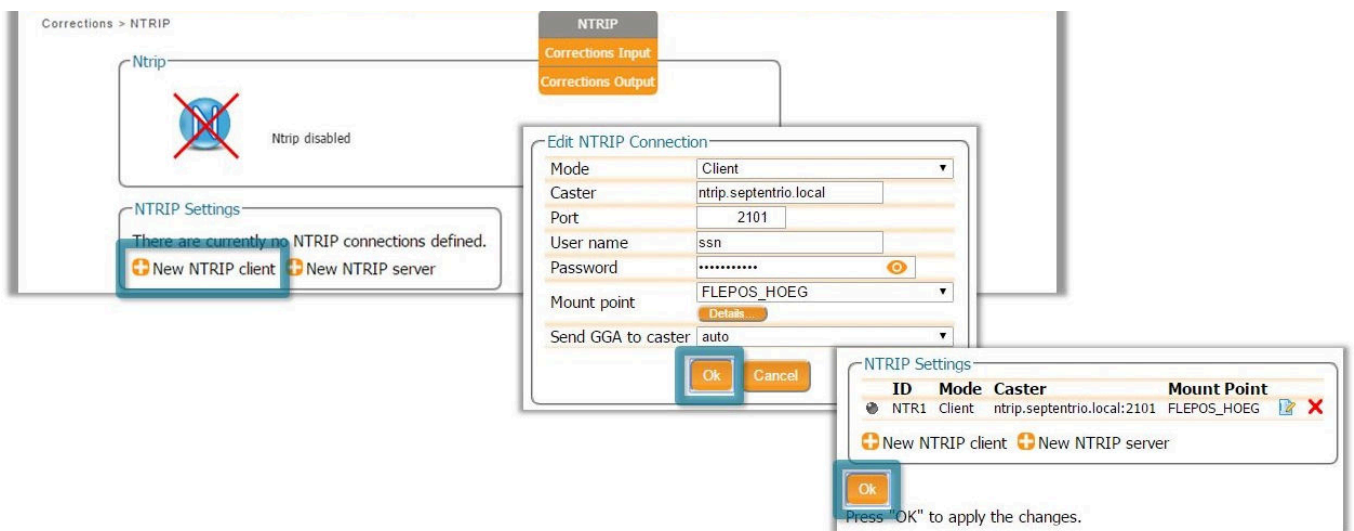 Corrections > NTRIP
NTRIP
Corrections Input
Corrections Output
Ntrip
Ntrip disabled
NTRIP Settings
There are currently no NTRIP connections defined.
New NTRIP client New NTRIP server
Edit NTRIP Connection
Mode Client
Caster ntrip.septentrio.local
Port 2101
User name ssn
Password •••••••••••
Mount point FLEPOS_HOEG
Details...
Send GGA to caster auto
Ok Cancel
NTRIP Settings
ID Mode Caster Mount Point
NTR1 Client ntrip.septentrio.local:2101 FLEPOS_HOEG
New NTRIP client New NTRIP server
Ok
Press "OK" to apply the changes.